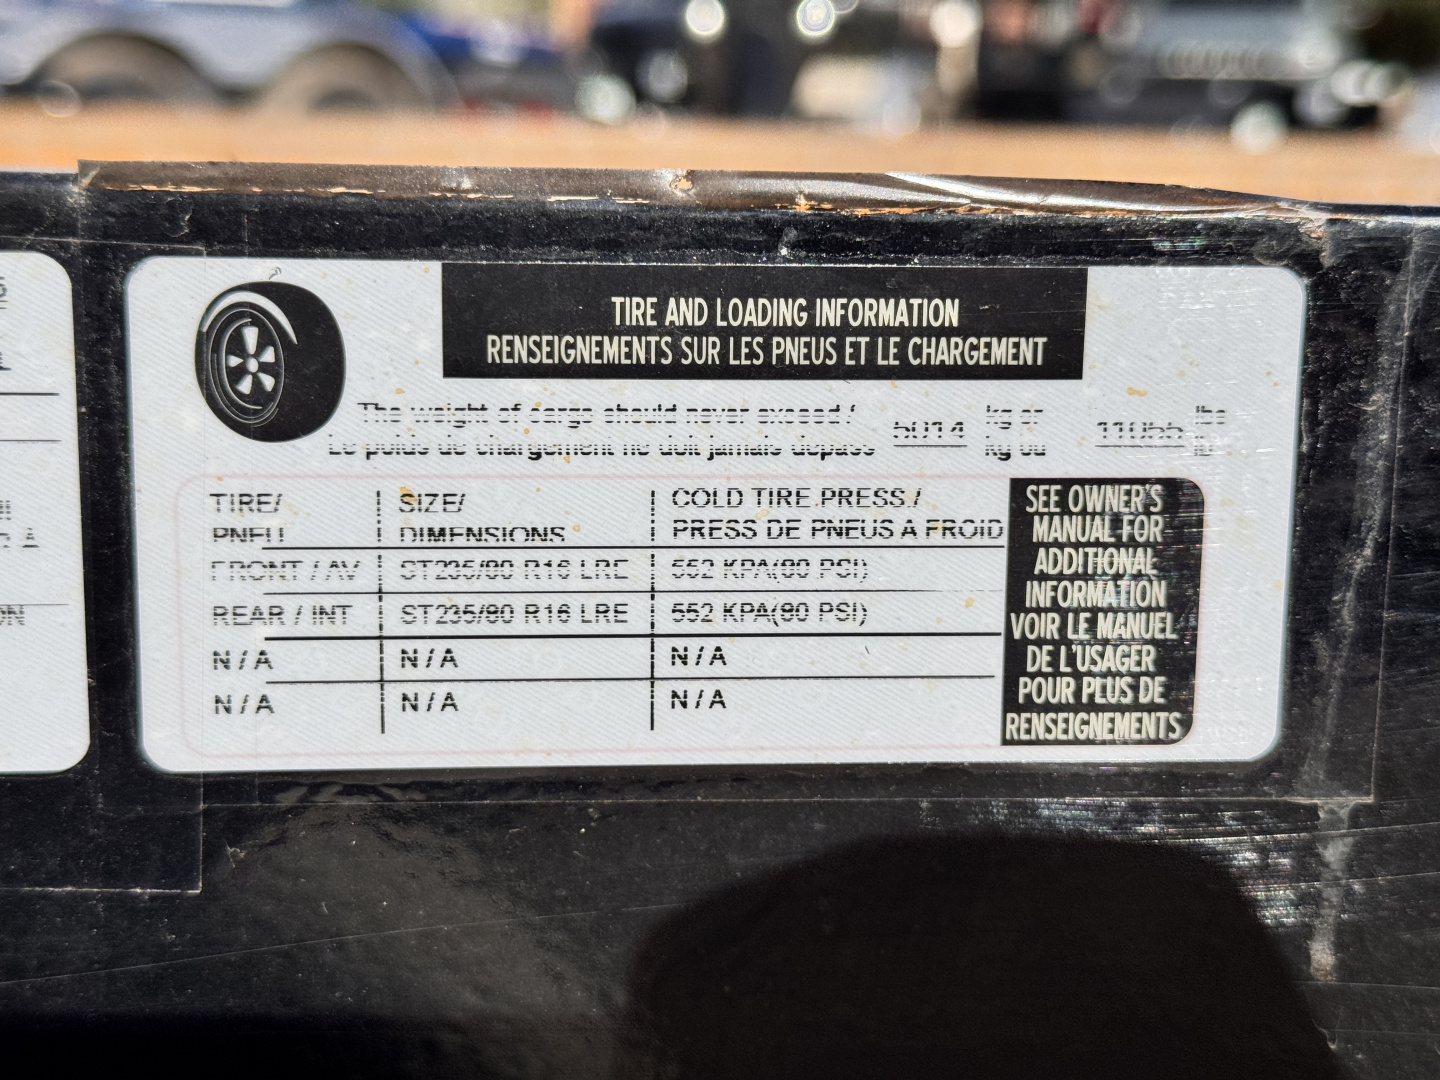 TIRE AND LOADING INFORMATION
RENSEIGNEMENTS SUR LES PNEUS ET LE CHARGEMENT
The weight of cargo should never exceed / 5014 kg or 11055 lbs
Le poids de chargement ne doit jamais depass kg ou lb
TIRE/ SIZE/ COLD TIRE PRESS./
PNEU DIMENSIONS PRESS DE PNEUS A FROID
FRONT / AV ST235/80 R16 LRE 552 KPA(80 PSI)
REAR / INT ST235/80 R16 LRE 552 KPA(80 PSI)
N / A N / A N / A
N / A N / A N / A
SEE OWNER'S
MANUAL FOR
ADDITIONAL
INFORMATION
VOIR LE MANUEL
DE L'USAGER
POUR PLUS DE
RENSEIGNEMENTS